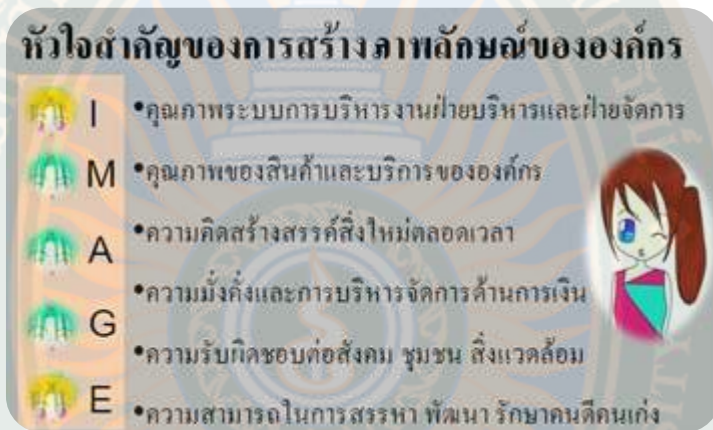 หัวใจสำคัญของการสร้างภาพลักษณ์ขององค์กร
I
•คุณภาพระบบการบริหารงานฝ่ายบริหารและฝ่ายจัดการ
M
•คุณภาพของสินค้าและบริการขององค์กร
A
•ความคิดสร้างสรรค์สิ่งใหม่ตลอดเวลา
•ความมั่งคั่งและการบริหารจัดการด้านการเงิน
G
•ความรับผิดชอบต่อสังคม ชุมชน สิ่งแวดล้อม
E
•ความสามารถในการสรรหา พัฒนา รักษาคนดีคนเก่ง